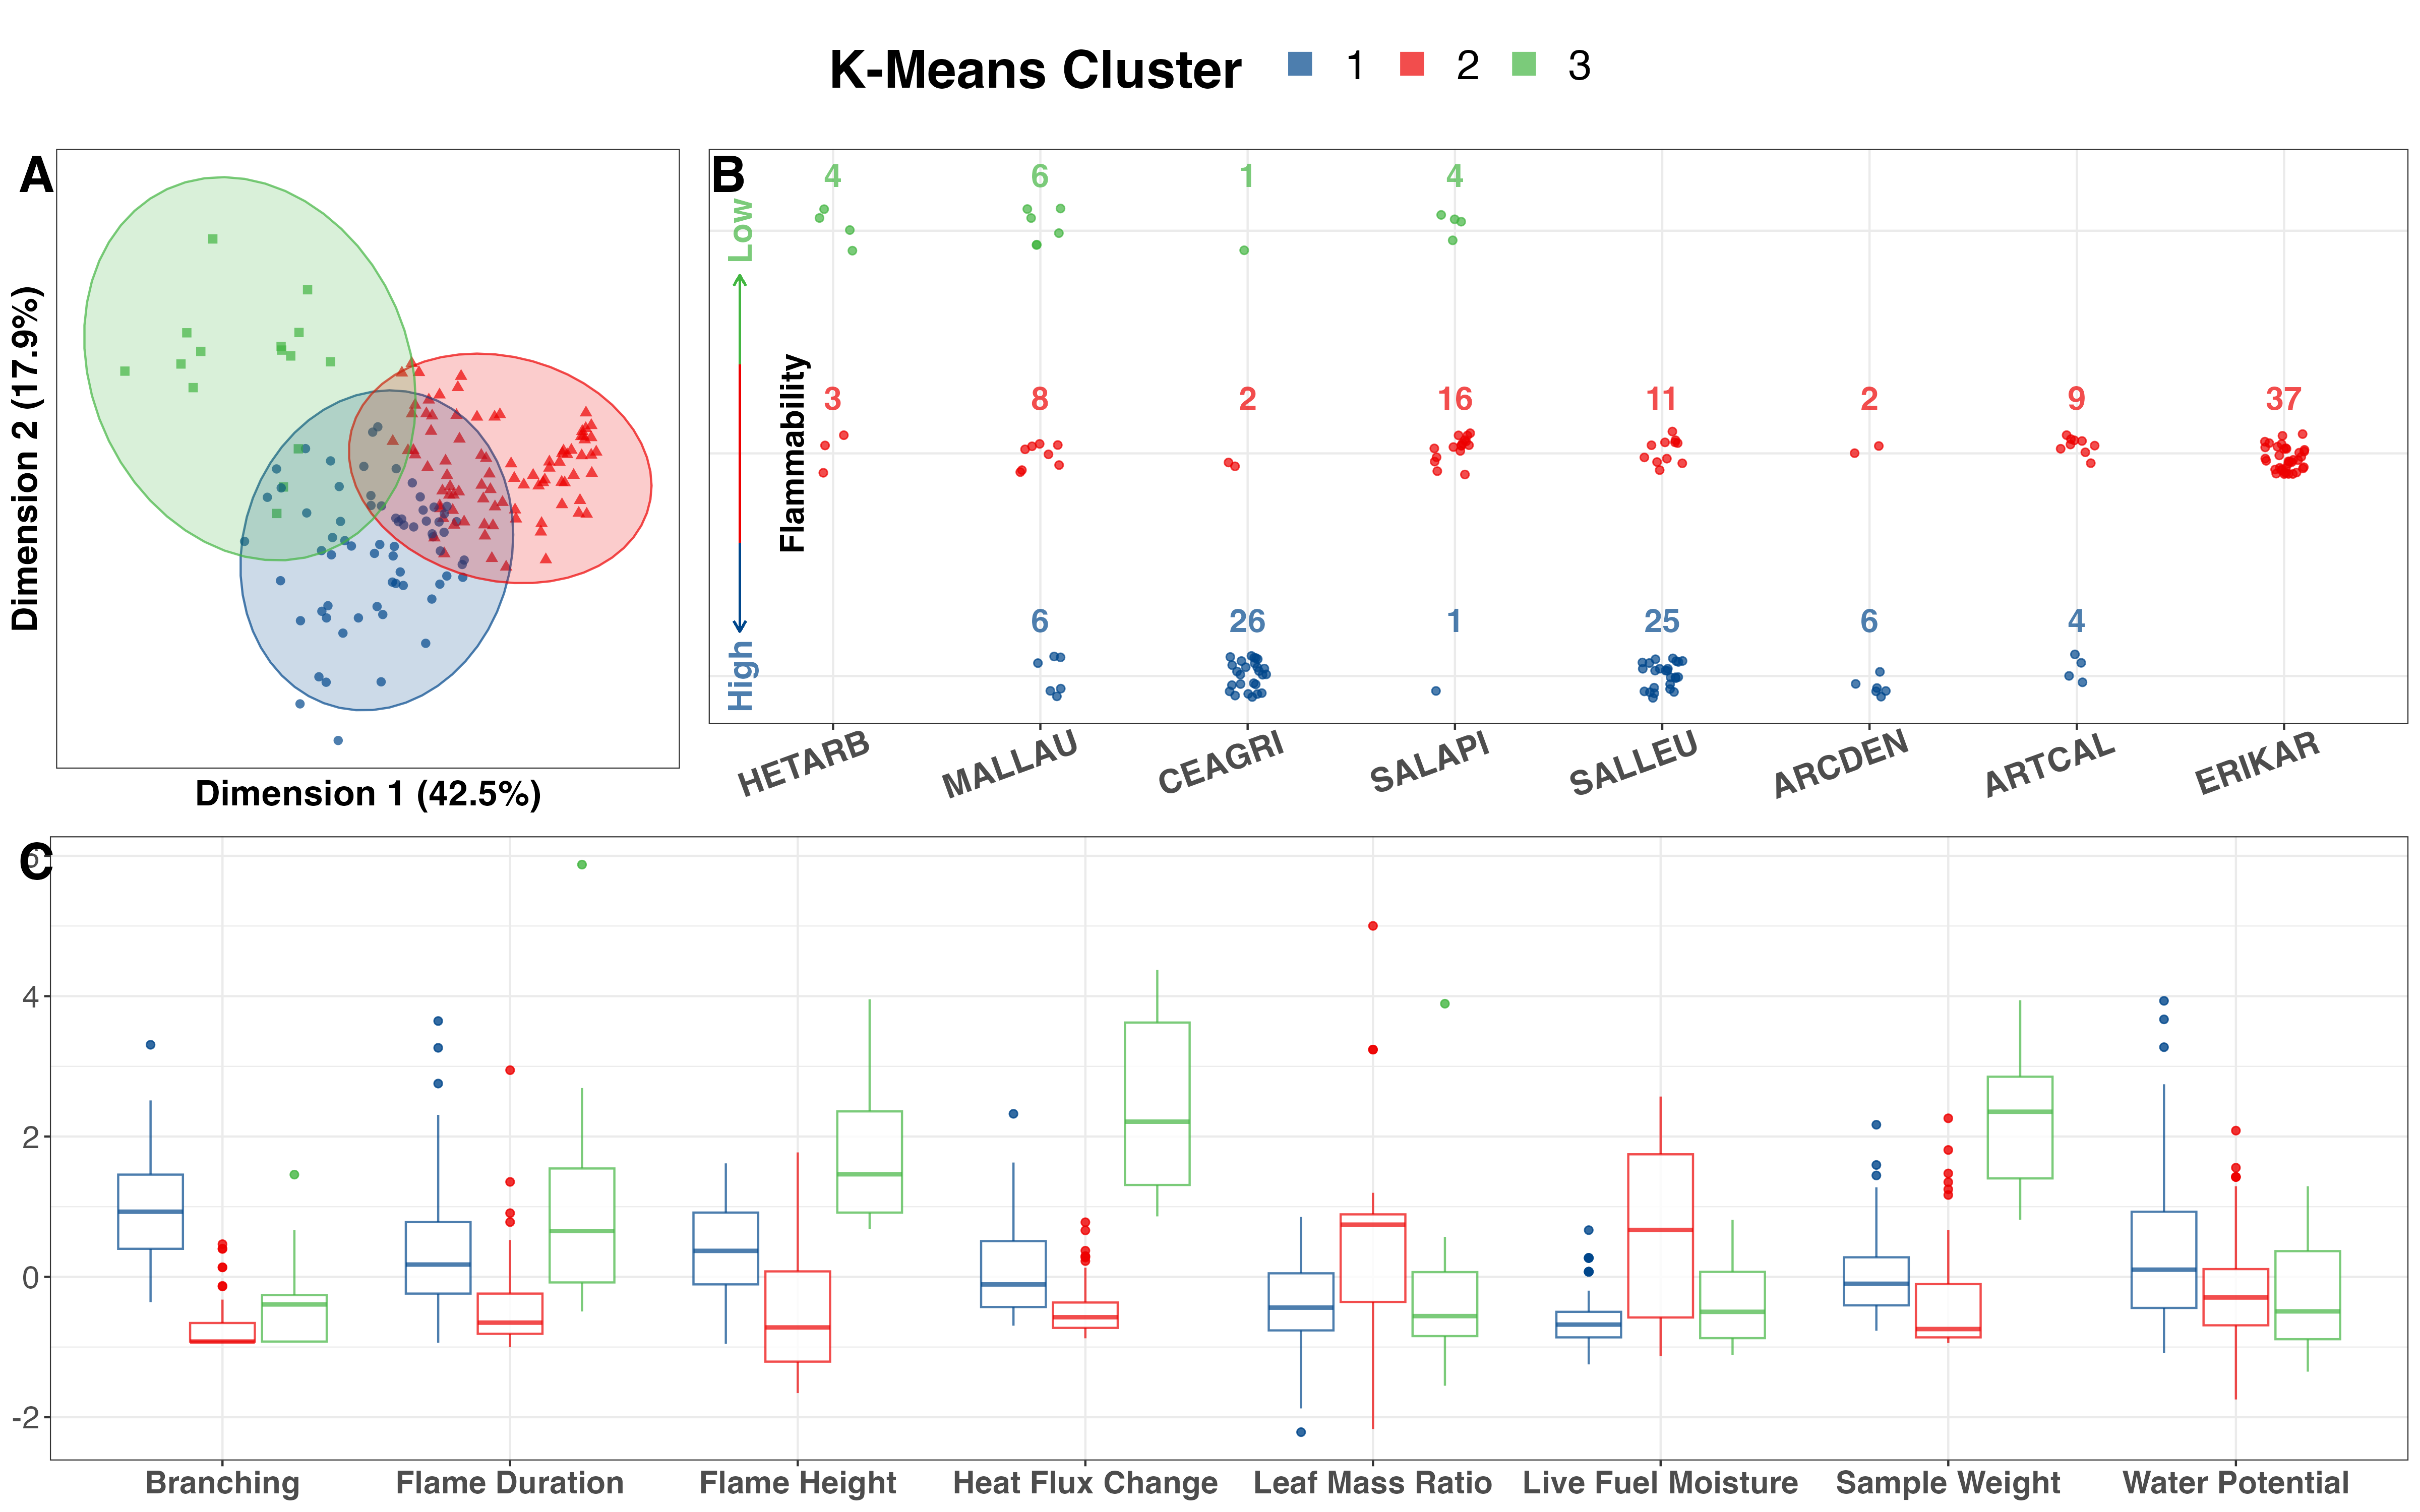 K-Means Cluster 1 2 3
A
Dimension 2 (17.9%)
Dimension 1 (42.5%)
B
Low
Flammability
High
4 6 1 4
3 8 2 16 11 2 9 37
6 26 1 25 6 4
HETARB MALLAU CEAGRI SALAPI SALLEU ARCDEN ARTCAL ERIKAR
C
6
4
2
0
-2
Branching Flame Duration Flame Height Heat Flux Change Leaf Mass Ratio Live Fuel Moisture Sample Weight Water Potential